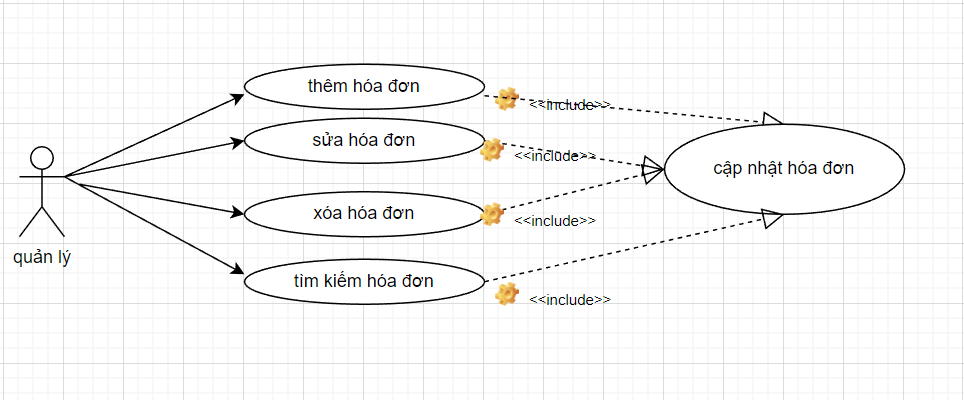 thêm hóa đơn
<<include>>
sửa hóa đơn
<<include>>
cập nhật hóa đơn
xóa hóa đơn
<<include>>
quản lý
tìm kiếm hóa đơn
<<include>>